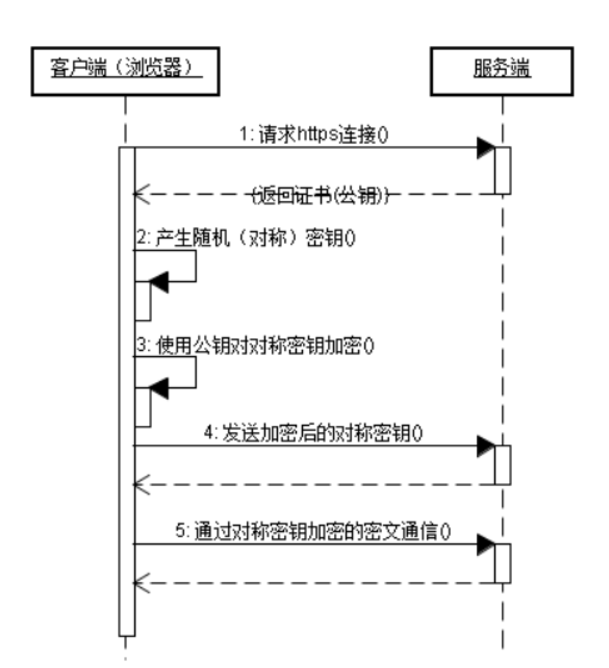 客户端（浏览器）
服务端
1: 请求https连接()
(返回证书(公钥))
2: 产生随机（对称）密钥()
3: 使用公钥对对称密钥加密()
4: 发送加密后的对称密钥()
5: 通过对称密钥加密的密文通信()